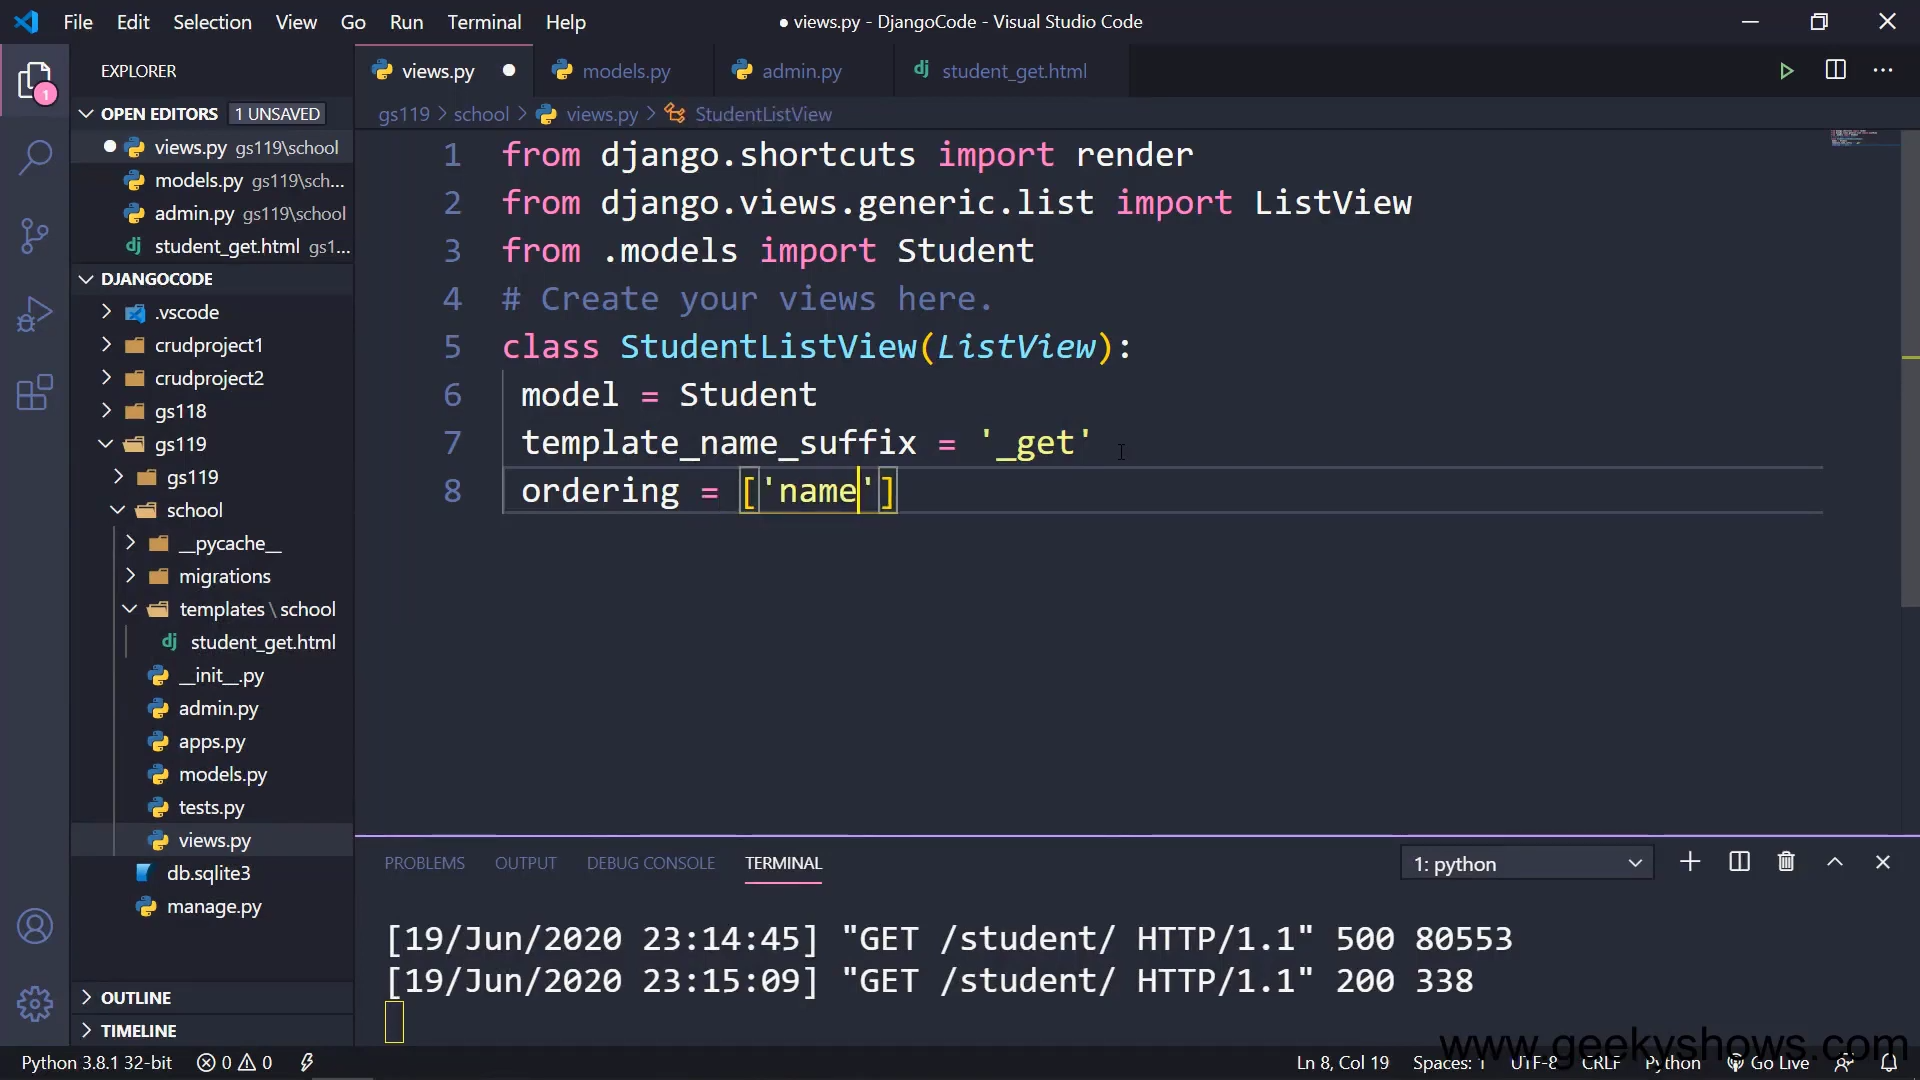 File Edit Selection View Go Run Terminal Help
● views.py - DjangoCode - Visual Studio Code
EXPLORER
1
OPEN EDITORS 1 UNSAVED
views.py gs119\school
models.py gs119\sch...
admin.py gs119\school
student_get.html gs1...
DJANGOCODE
.vscode
crudproject1
crudproject2
gs118
gs119
gs119
school
__pycache__
migrations
templates\school
student_get.html
__init__.py
admin.py
apps.py
models.py
tests.py
views.py
db.sqlite3
manage.py
OUTLINE
TIMELINE
views.py models.py admin.py student_get.html
gs119 > school > views.py > StudentListView
1 from django.shortcuts import render
2 from django.views.generic.list import ListView
3 from .models import Student
4 # Create your views here.
5 class StudentListView(ListView):
6 model = Student
7 template_name_suffix = '_get'
8 ordering = ['name']
PROBLEMS OUTPUT DEBUG CONSOLE TERMINAL 1: python
[19/Jun/2020 23:14:45] "GET /student/ HTTP/1.1" 500 80553
[19/Jun/2020 23:15:09] "GET /student/ HTTP/1.1" 200 338
www.geekyshows.com
Python 3.8.1 32-bit 0 0 Ln 8, Col 19 Spaces: 1 UTF-8 CRLF Python Go Live